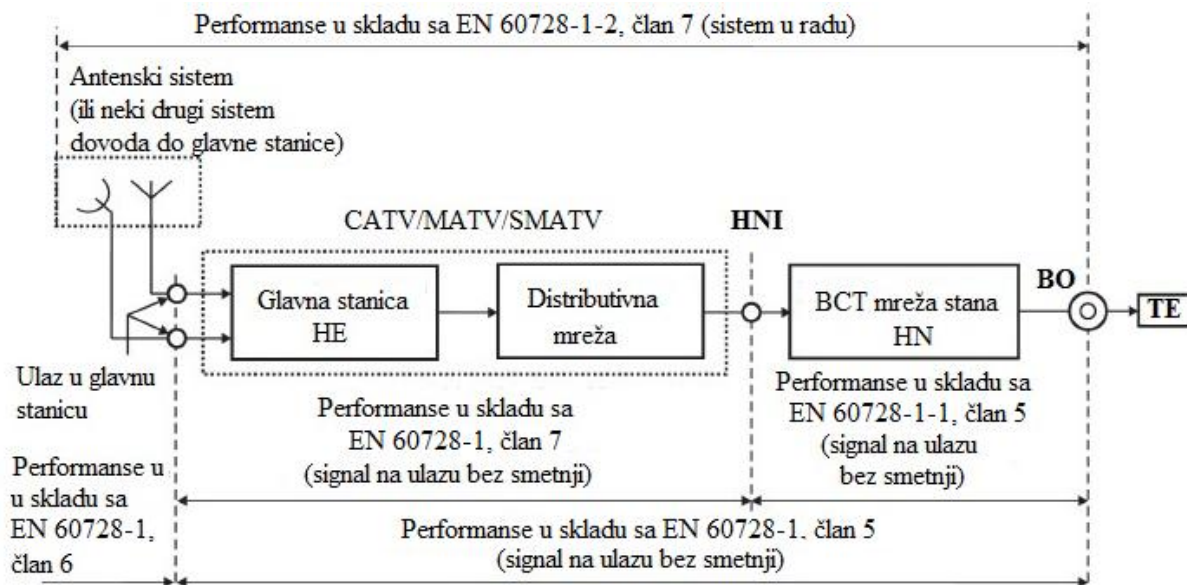 Performanse u skladu sa EN 60728-1-2, član 7 (sistem u radu)
Antenski sistem
(ili neki drugi sistem
dovoda do glavne stanice)
CATV/MATV/SMATV
HNI
Glavna stanica
HE
Distributivna
mreža
BCT mreža stana
HN
BO
TE
Ulaz u glavnu
stanicu
Performanse u skladu sa
EN 60728-1, član 7
(signal na ulazu bez smetnji)
Performanse u skladu sa
EN 60728-1-1, član 5
(signal na ulazu
bez smetnji)
Performanse u
u skladu sa
EN 60728-1,
član 6
Performanse u skladu sa EN 60728-1, član 5
(signal na ulazu bez smetnji)